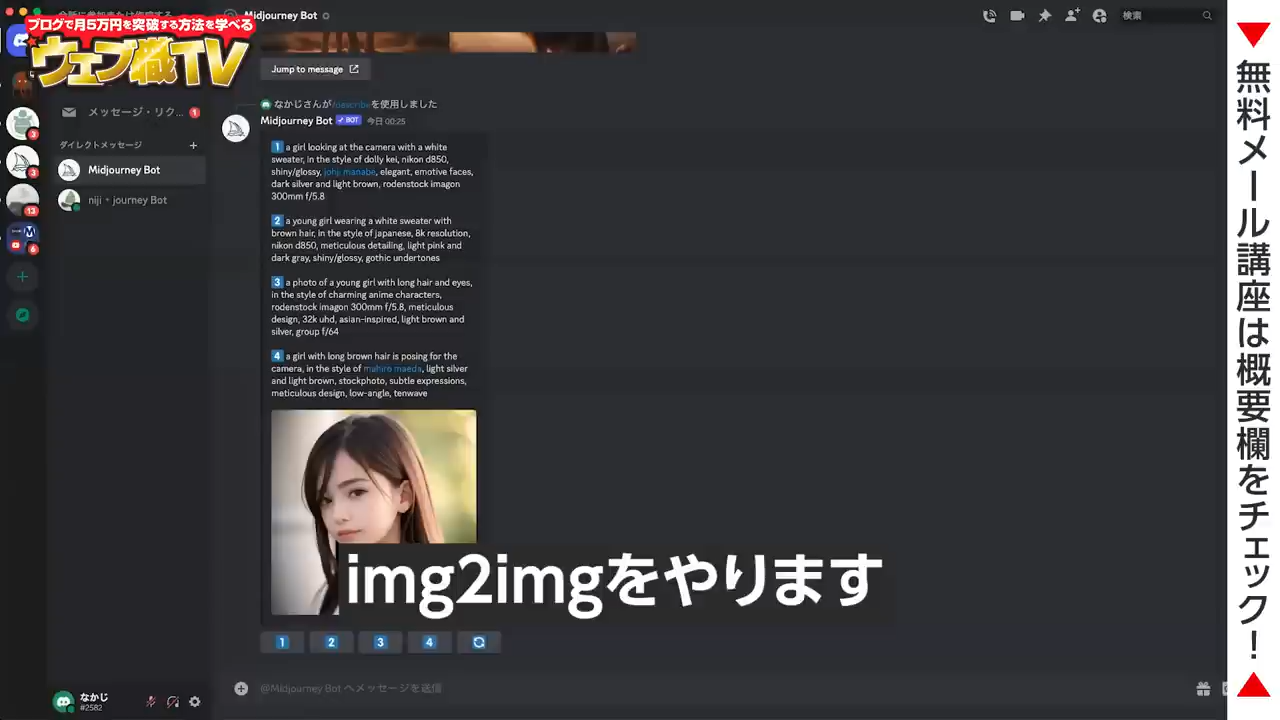 Midjourney Bot
検索
ブログで月5万円を突破する方法を学べる
ウェブ職TV
Jump to message
メッセージ・リク...
1
ダイレクトメッセージ
Midjourney Bot
niji・journey Bot
3
3
13
6
なかじさんが/describeを使用しました
Midjourney Bot ✓ BOT 今日 00:25
1 a girl looking at the camera with a white
sweater, in the style of dolly kei, nikon d850,
shiny/glossy, johji manabe, elegant, emotive faces,
dark silver and light brown, rodenstock imagon
300mm f/5.8
2 a young girl wearing a white sweater with
brown hair, in the style of japanese, 8k resolution,
nikon d850, meticulous detailing, light pink and
dark gray, shiny/glossy, gothic undertones
3 a photo of a young girl with long hair and eyes,
in the style of charming anime characters,
rodenstock imagon 300mm f/5.8, meticulous
design, 32k uhd, asian-inspired, light brown and
silver, group f/64
4 a girl with long brown hair is posing for the
camera, in the style of mahiro maeda, light silver
and light brown, stockphoto, subtle expressions,
meticulous design, low-angle, tenwave
img2imgをやります
1 2 3 4
@Midjourney Bot へメッセージを送信
なかじ
#2582
無料メール講座は概要欄をチェック！